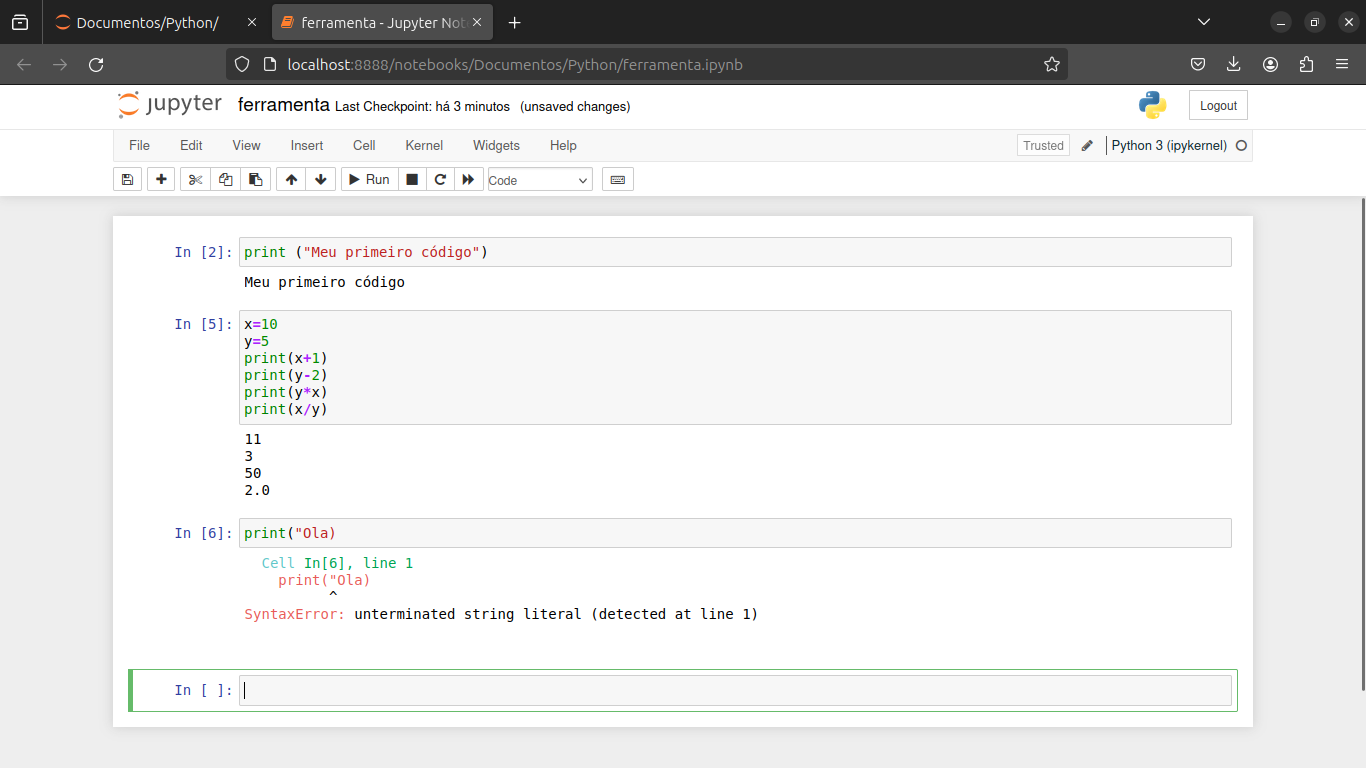 Documentos/Python/
ferramenta - Jupyter Not
localhost:8888/notebooks/Documentos/Python/ferramenta.ipynb
jupyter ferramenta Last Checkpoint: há 3 minutos (unsaved changes) Logout
File Edit View Insert Cell Kernel Widgets Help Trusted Python 3 (ipykernel)
Run Code
In [2]: print ("Meu primeiro código")
Meu primeiro código
In [5]: x=10
y=5
print(x+1)
print(y-2)
print(y*x)
print(x/y)
11
3
50
2.0
In [6]: print("Ola)
Cell In[6], line 1
print("Ola)
^
SyntaxError: unterminated string literal (detected at line 1)
In [ ]: